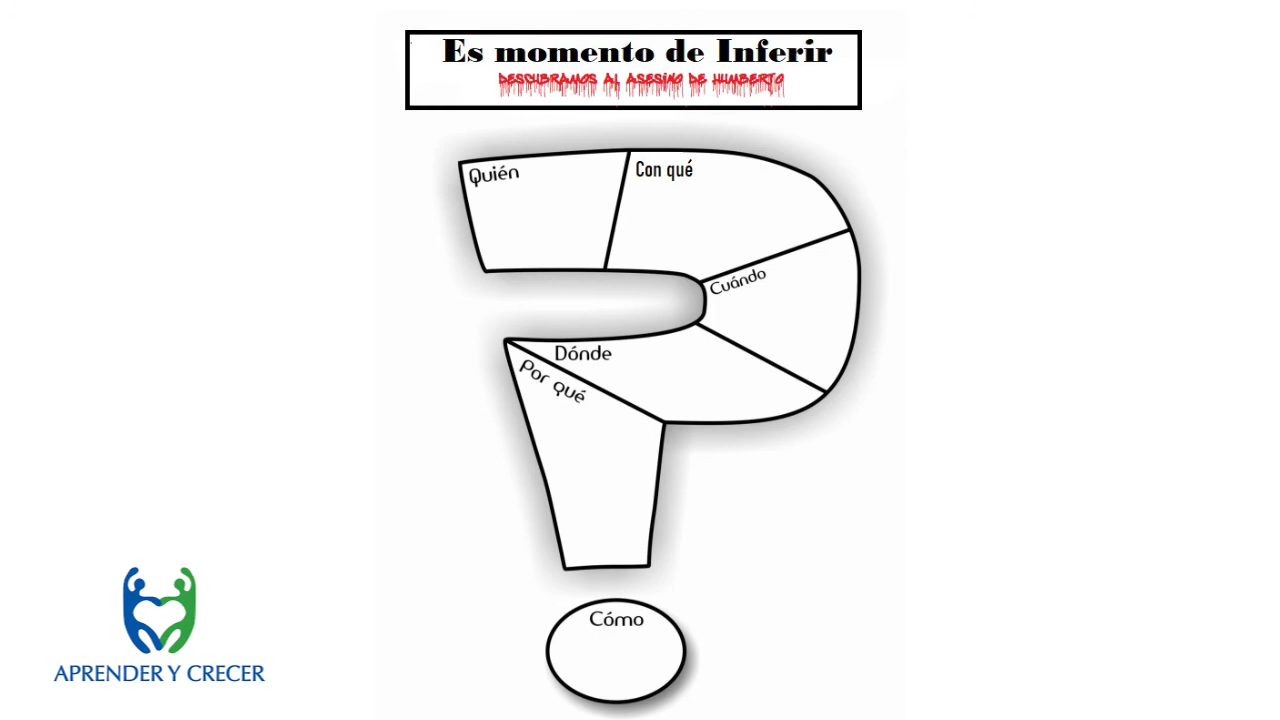 Es momento de Inferir
DESCUBRAMOS AL ASESINO DE HUMBERTO
Quién
Con qué
Cuándo
Dónde
Por qué
Cómo
APRENDER Y CRECER